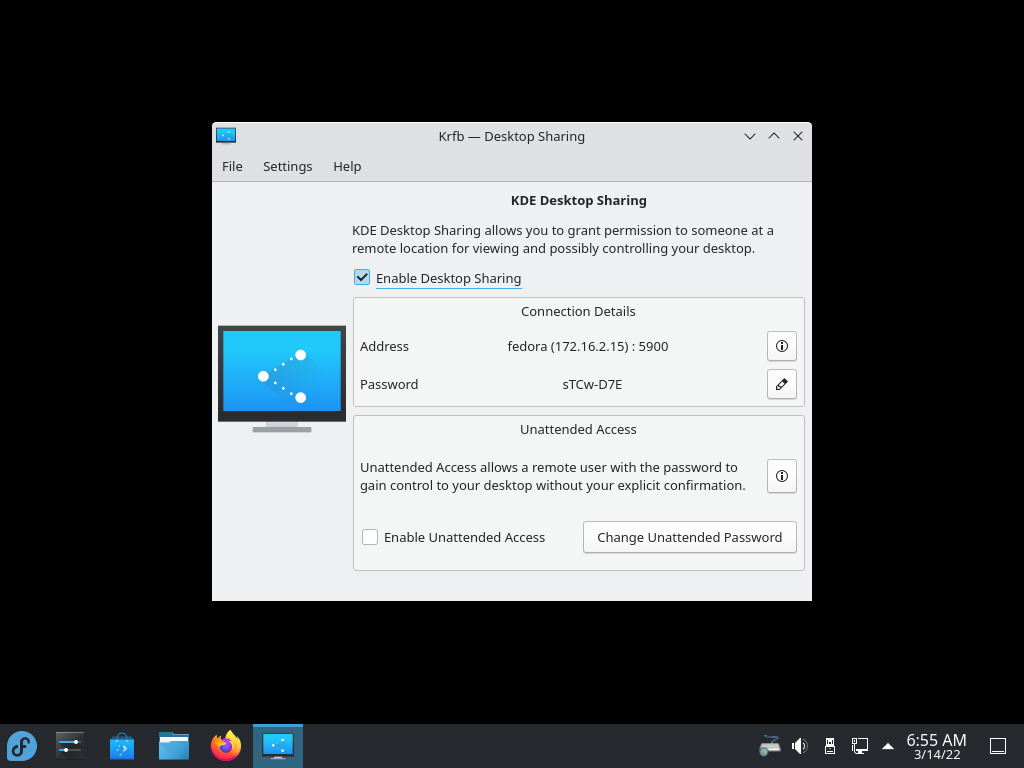 Krfb — Desktop Sharing
File Settings Help
KDE Desktop Sharing
KDE Desktop Sharing allows you to grant permission to someone at a
remote location for viewing and possibly controlling your desktop.
Enable Desktop Sharing
Connection Details
Address fedora (172.16.2.15) : 5900
Password sTCw-D7E
Unattended Access
Unattended Access allows a remote user with the password to
gain control to your desktop without your explicit confirmation.
Enable Unattended Access Change Unattended Password
6:55 AM
3/14/22